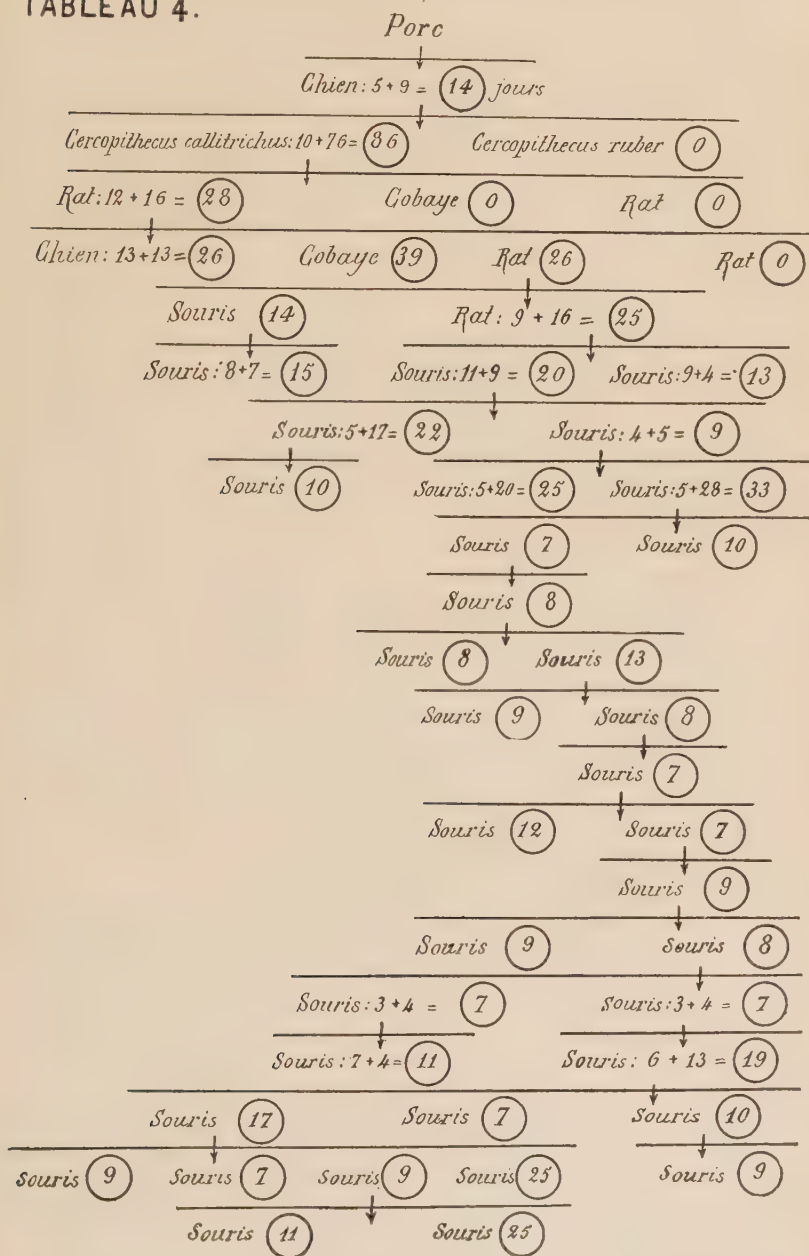 TABLEAU 4.
Porc
Chien: 5 + 9 = 14 jours
Cercopithecus callitrichus: 10 + 76 = 86 Cercopithecus ruber 0
Rat: 12 + 16 = 28 Cobaye 0 Rat 0
Chien: 13 + 13 = 26 Cobaye 39 Rat 26 Rat 0
Souris 14 Rat: 9 + 16 = 25
Souris: 8 + 7 = 15 Souris: 11 + 9 = 20 Souris: 9 + 4 = 13
Souris: 5 + 17 = 22 Souris: 4 + 5 = 9
Souris 10 Souris: 5 + 20 = 25 Souris: 5 + 28 = 33
Souris 7 Souris 10
Souris 8
Souris 8 Souris 13
Souris 9 Souris 8
Souris 7
Souris 12 Souris 7
Souris 9
Souris 9 Souris 8
Souris: 3 + 4 = 7 Souris: 3 + 4 = 7
Souris: 7 + 4 = 11 Souris: 6 + 13 = 19
Souris 17 Souris 7 Souris 10
Souris 9 Souris 7 Souris 9 Souris 25 Souris 9
Souris 11 Souris 25